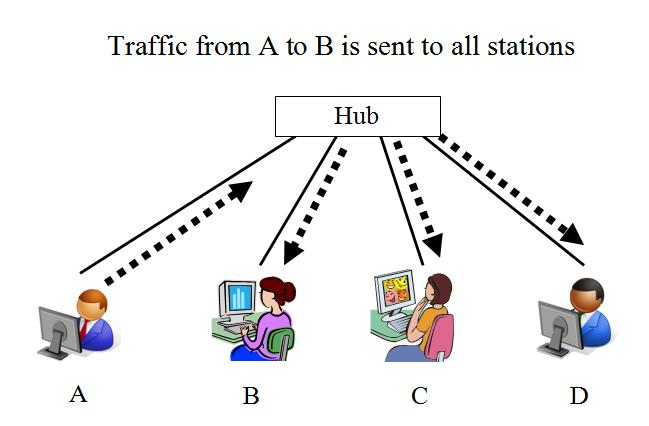 Traffic from A to B is sent to all stations
Hub
A
B
C
D